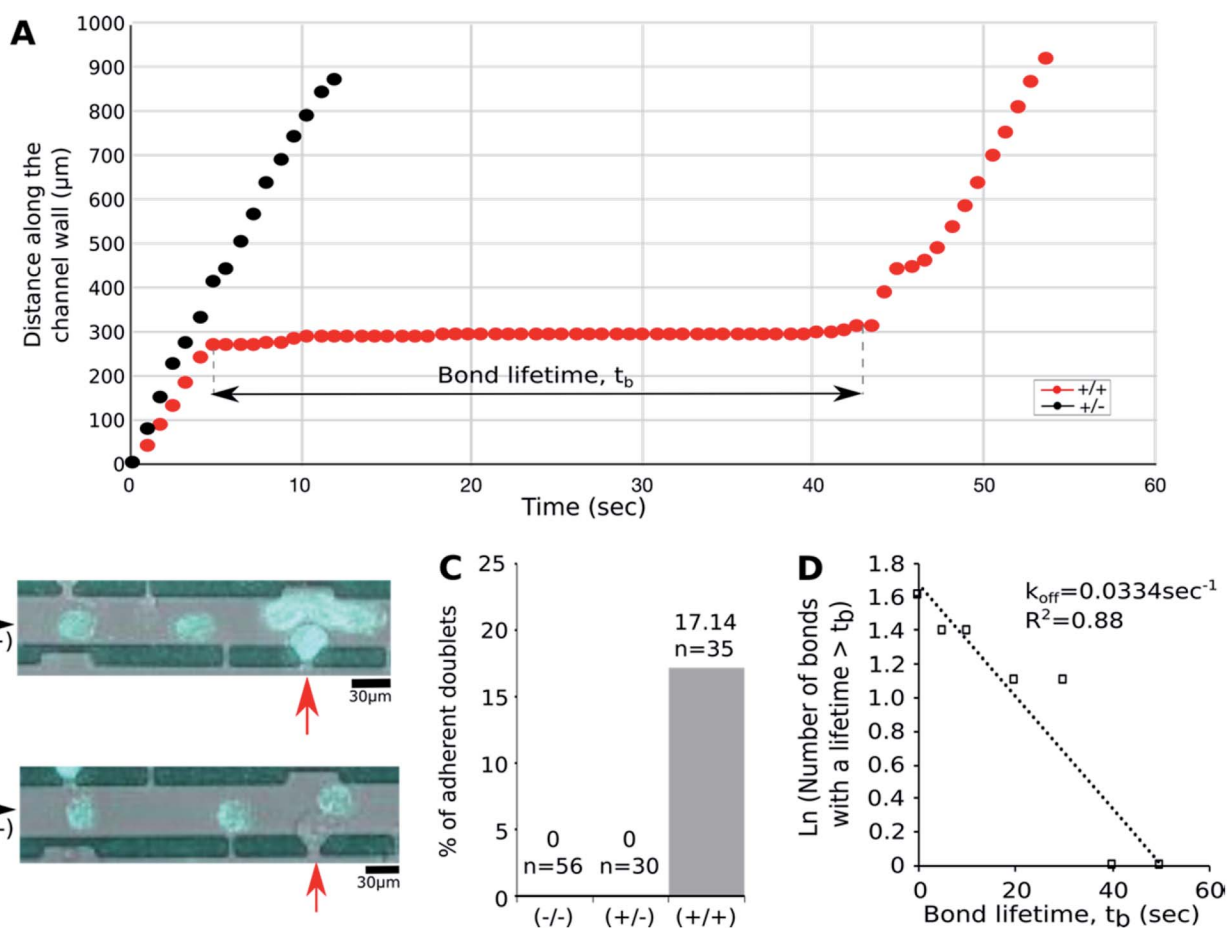 A
1000
900
800
700
600
500
400
300
200
100
0
Distance along the
channel wall (µm)
Bond lifetime, t_b
+/+
+/-
0 10 20 30 40 50 60
Time (sec)
-)
30µm
-)
30µm
C
25
20
15
10
5
0
% of adherent doublets
0
n=56
0
n=30
17.14
n=35
(-/-) (+/-) (+/+)
D
1.8
1.6
1.4
1.2
1.0
0.8
0.6
0.4
0.2
0
Ln (Number of bonds
with a lifetime > t_b)
k_off=0.0334sec⁻¹
R²=0.88
0 20 40 60
Bond lifetime, t_b (sec)